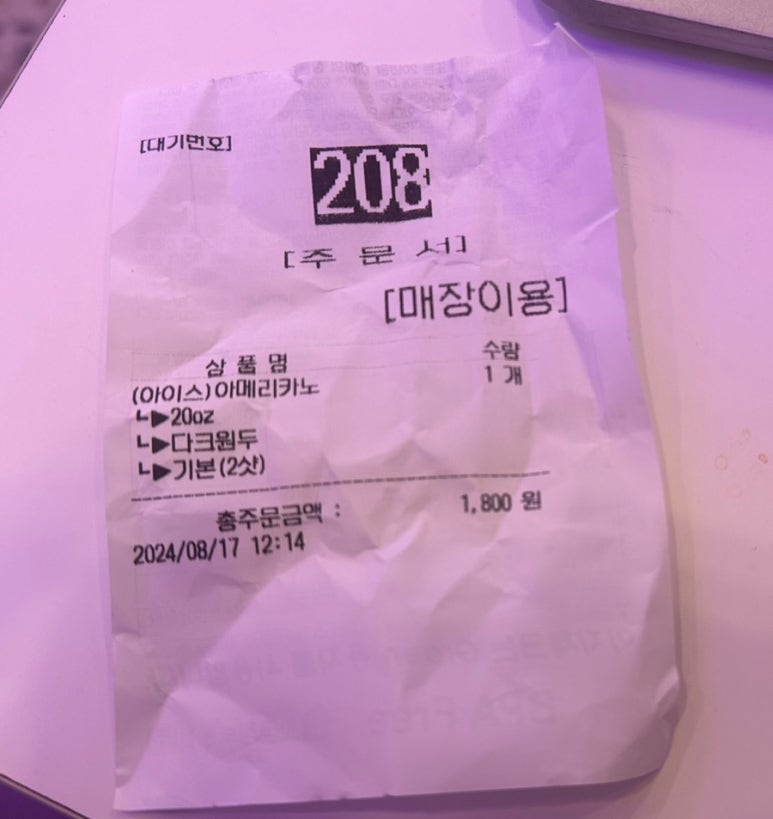 [대기번호]
208
[주 문 서]
[매장이용]
상 품 명 수량
(아이스)아메리카노 1 개
┗▶20oz
┗▶다크원두
┗▶기본(2샷)
총주문금액 : 1,800 원
2024/08/17 12:14
BPA Free